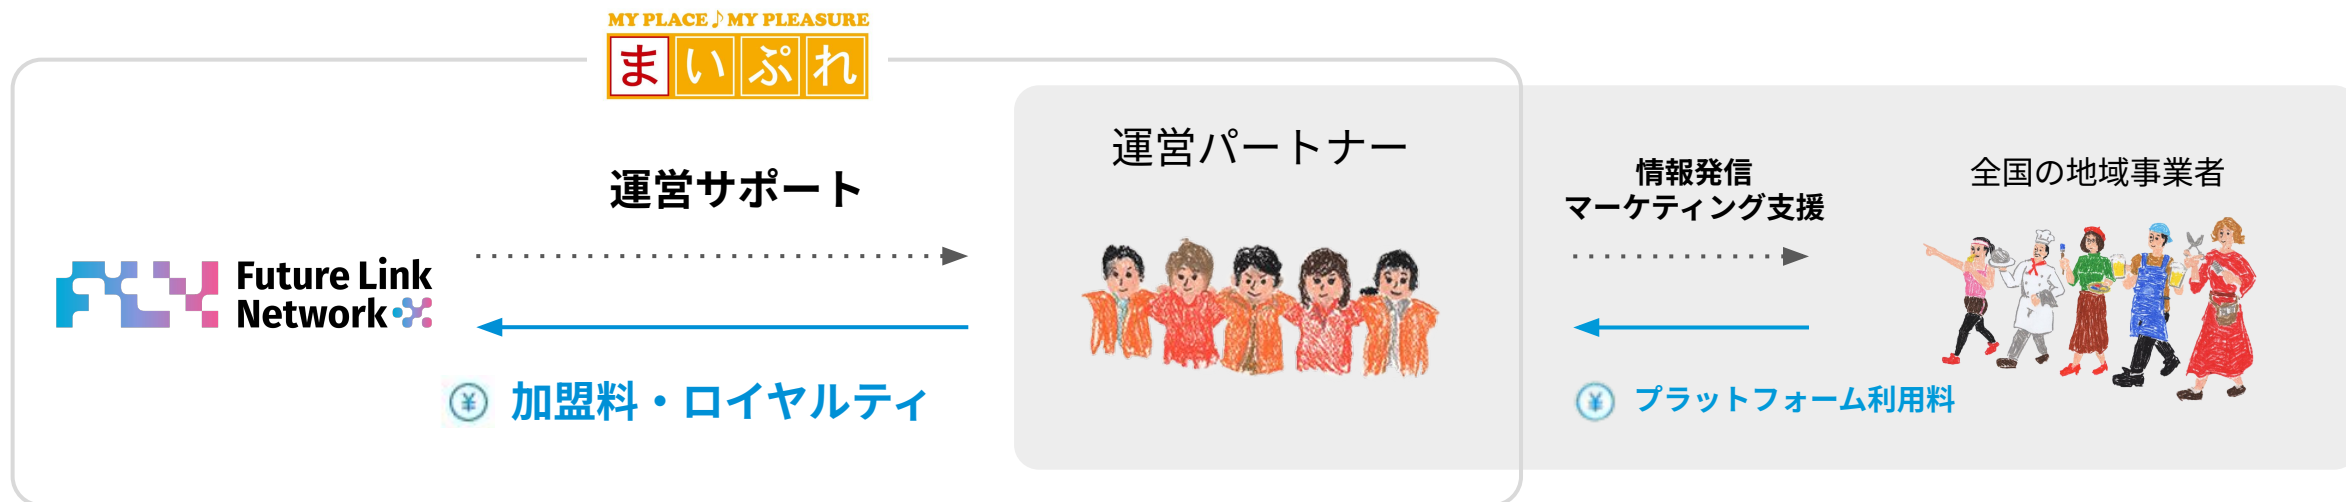 MY PLACE♪MY PLEASURE
まいぷれ
運営サポート
Future Link
Network
¥ 加盟料・ロイヤルティ
運営パートナー
情報発信
マーケティング支援
¥ プラットフォーム利用料
全国の地域事業者